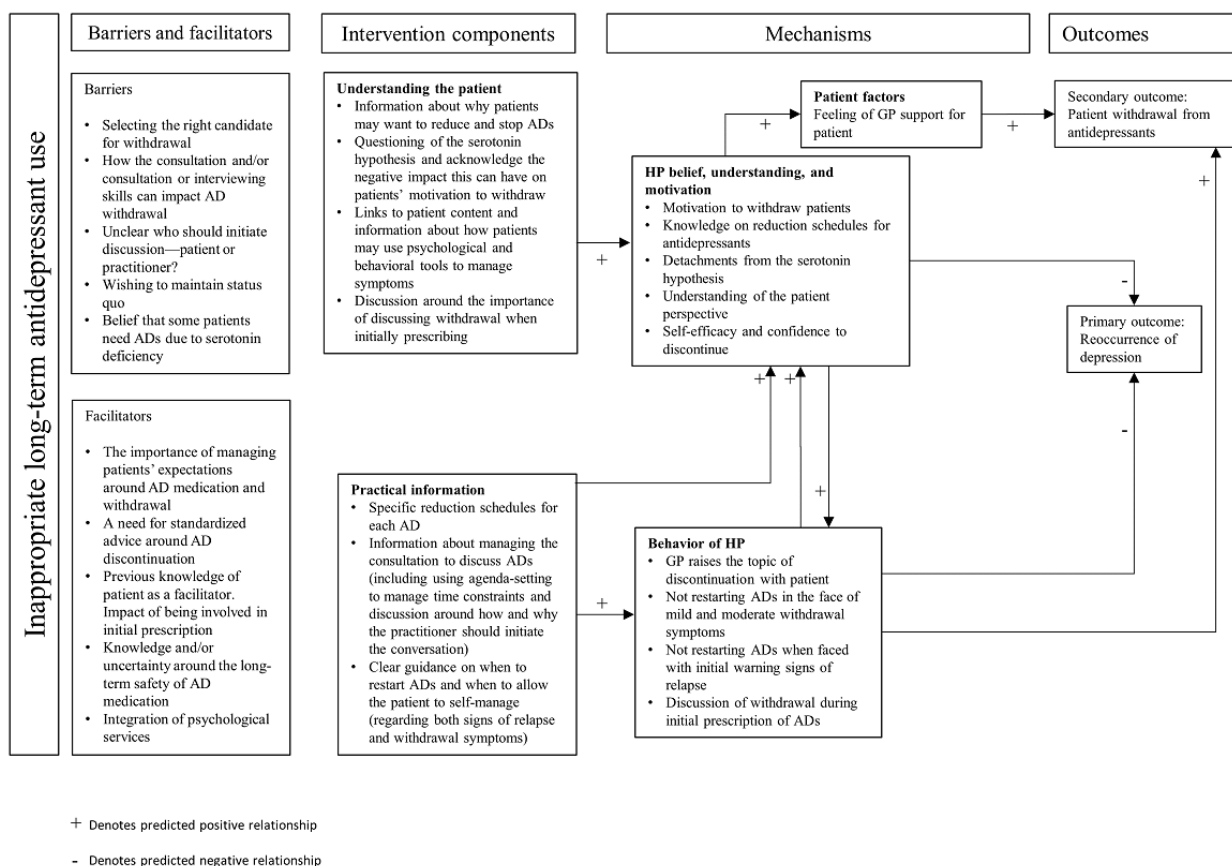 Inappropriate long-term antidepressant use
Barriers and facilitators
Intervention components
Mechanisms
Outcomes
Barriers
• Selecting the right candidate
for withdrawal
• How the consultation and/or
consultation or interviewing
skills can impact AD
withdrawal
• Unclear who should initiate
discussion—patient or
practitioner?
• Wishing to maintain status
quo
• Belief that some patients
need ADs due to serotonin
deficiency
Facilitators
• The importance of managing
patients’ expectations
around AD medication and
withdrawal
• A need for standardized
advice around AD
discontinuation
• Previous knowledge of
patient as a facilitator.
Impact of being involved in
initial prescription
• Knowledge and/or
uncertainty around the long-
term safety of AD
medication
• Integration of psychological
services
Understanding the patient
• Information about why patients
may want to reduce and stop ADs
• Questioning of the serotonin
hypothesis and acknowledge the
negative impact this can have on
patients’ motivation to withdraw
• Links to patient content and
information about how patients
may use psychological and
behavioral tools to manage
symptoms
• Discussion around the importance
of discussing withdrawal when
initially prescribing
+
Practical information
• Specific reduction schedules for
each AD
• Information about managing the
consultation to discuss ADs
(including using agenda-setting
to manage time constraints and
discussion around how and why
the practitioner should initiate
the conversation)
• Clear guidance on when to
restart ADs and when to allow
the patient to self-manage
(regarding both signs of relapse
and withdrawal symptoms)
+
Patient factors
Feeling of GP support for
patient
+
+
HP belief, understanding, and
motivation
• Motivation to withdraw
patients
• Knowledge on reduction schedules for
antidepressants
• Detachments from the serotonin
hypothesis
• Understanding of the patient
perspective
• Self-efficacy and confidence to
discontinue
+ +
+
Behavior of HP
• GP raises the topic of
discontinuation with patient
• Not restarting ADs in the face of
mild and moderate withdrawal
symptoms
• Not restarting ADs when faced
with initial warning signs of
relapse
• Discussion of withdrawal during
initial prescription of ADs
Secondary outcome:
Patient withdrawal from
antidepressants
+
-
Primary outcome:
Reoccurrence of
depression
-
+ Denotes predicted positive relationship
- Denotes predicted negative relationship